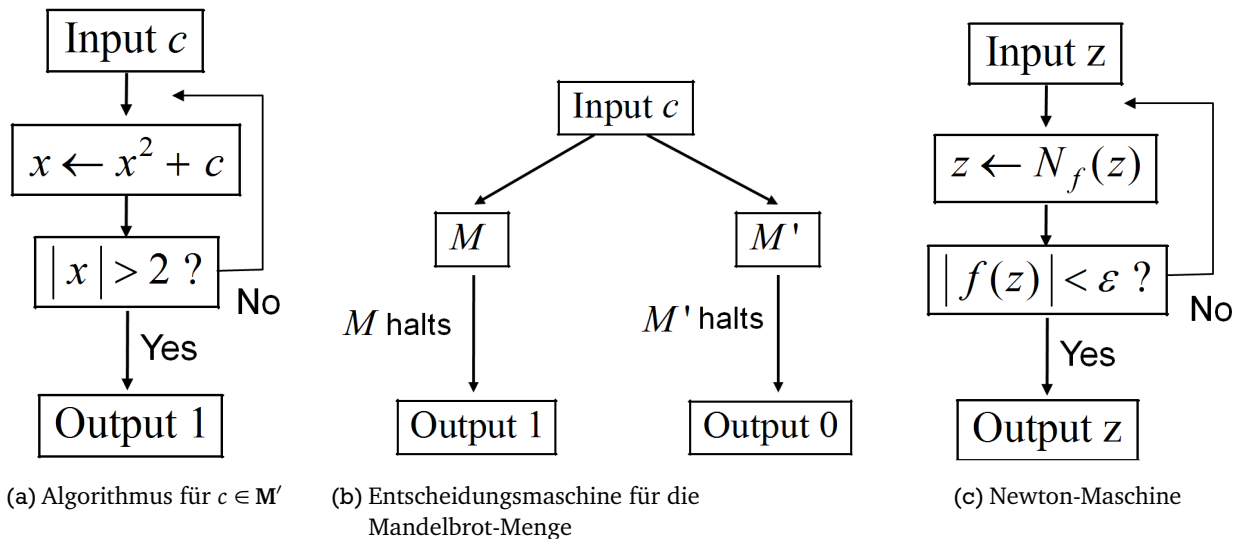 Input c
x ← x² + c
| x | > 2 ?
No
Yes
Output 1
(a) Algorithmus für c ∈ M′
Input c
M
M'
M halts
M' halts
Output 1
Output 0
(b) Entscheidungsmaschine für die
Mandelbrot-Menge
Input z
z ← N_f(z)
| f(z) | < ε ?
No
Yes
Output z
(c) Newton-Maschine